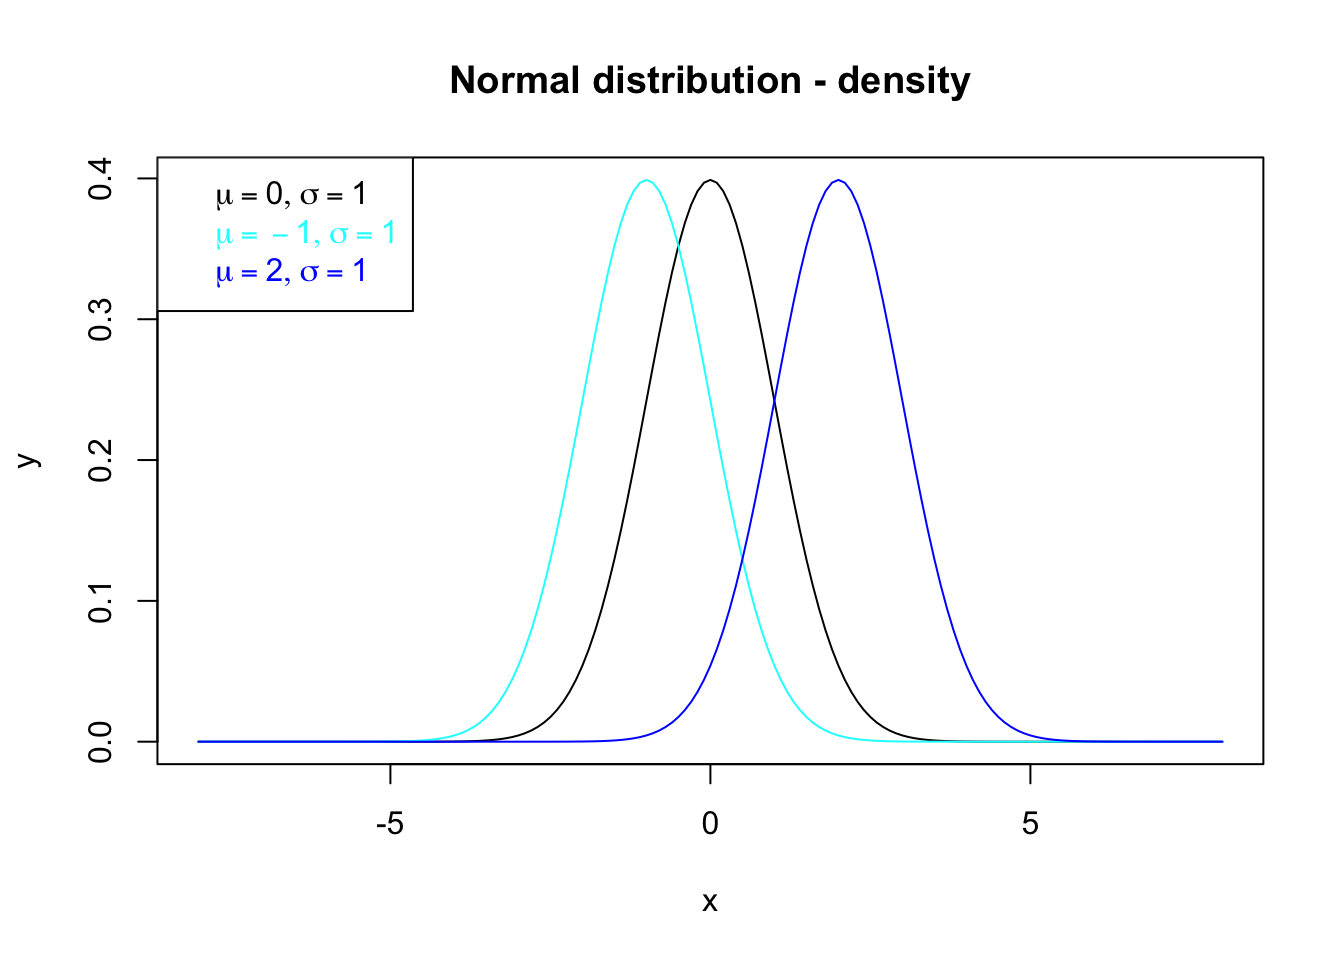 Normal distribution - density
μ = 0, σ = 1
μ = − 1, σ = 1
μ = 2, σ = 1
y
0.4
0.3
0.2
0.1
0.0
-5 0 5
x